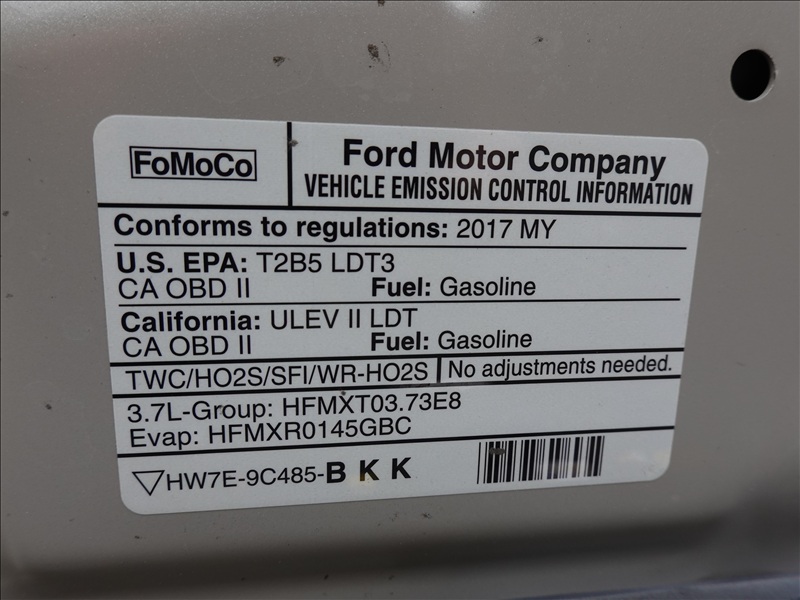 FoMoCo
Ford Motor Company
VEHICLE EMISSION CONTROL INFORMATION
Conforms to regulations: 2017 MY
U.S. EPA: T2B5 LDT3
CA OBD II Fuel: Gasoline
California: ULEV II LDT
CA OBD II Fuel: Gasoline
TWC/HO2S/SFI/WR-HO2S No adjustments needed.
3.7L-Group: HFMXT03.73E8
Evap: HFMXR0145GBC
HW7E-9C485-BKK